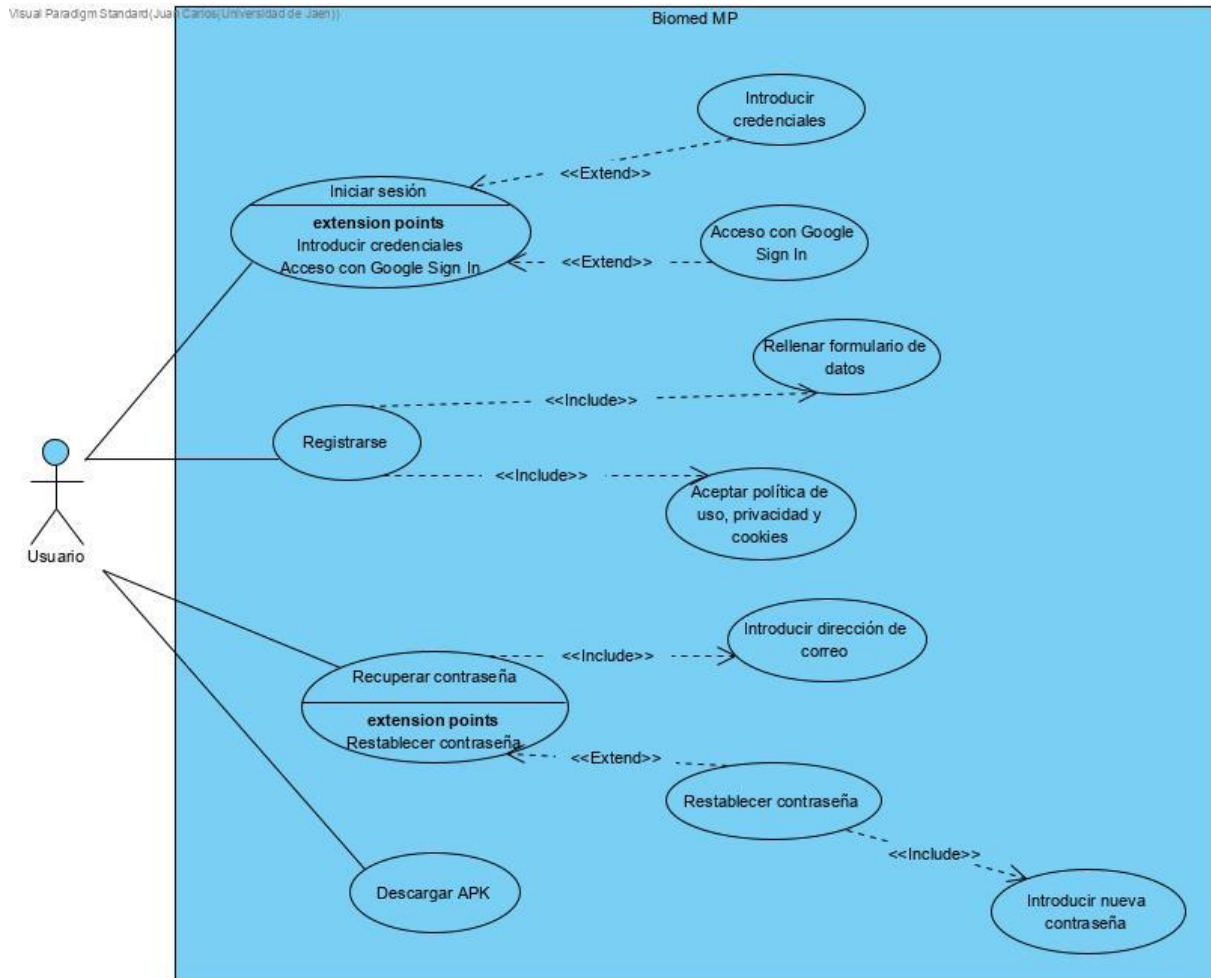 Visual Paradigm Standard(Juan Carlos(Universidad de Jaen))
Biomed MP
Introducir
credenciales
<<Extend>>
Iniciar sesión
extension points
Introducir credenciales
Acceso con Google Sign In
Acceso con Google
Sign In
<<Extend>>
Rellenar formulario de
datos
<<Include>>
Registrarse
<<Include>>
Aceptar política de
uso, privacidad y
cookies
Usuario
Introducir dirección de
correo
<<Include>>
Recuperar contraseña
extension points
Restablecer contraseña
<<Extend>>
Restablecer contraseña
<<Include>>
Descargar APK
Introducir nueva
contraseña